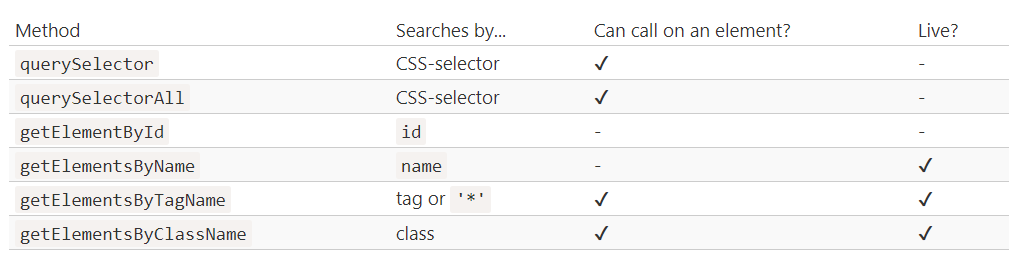 Method Searches by... Can call on an element? Live?
querySelector CSS-selector ✓ -
querySelectorAll CSS-selector ✓ -
getElementById id - -
getElementsByName name - ✓
getElementsByTagName tag or '*' ✓ ✓
getElementsByClassName class ✓ ✓